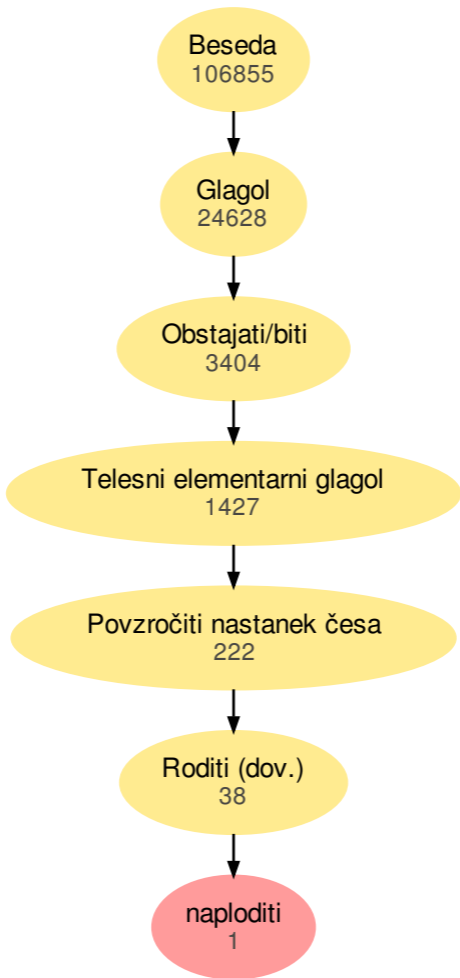 Beseda
106855
Glagol
24628
Obstajati/biti
3404
Telesni elementarni glagol
1427
Povzročiti nastanek česa
222
Roditi (dov.)
38
naploditi
1